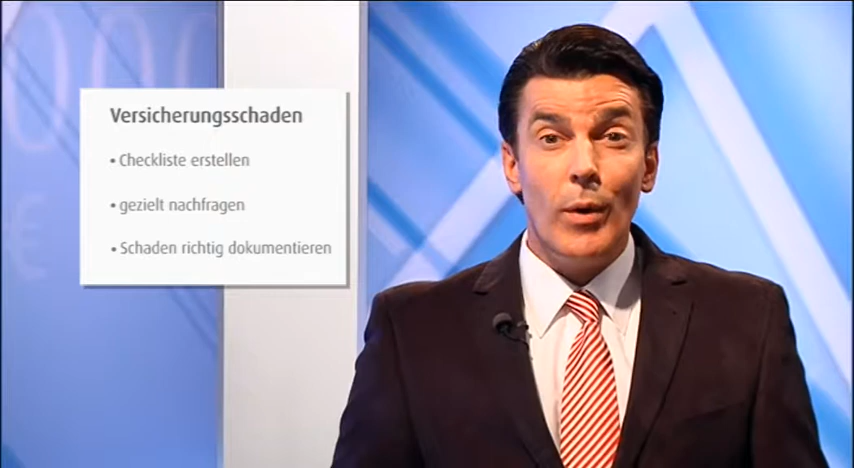 Versicherungsschaden
• Checkliste erstellen
• gezielt nachfragen
• Schaden richtig dokumentieren